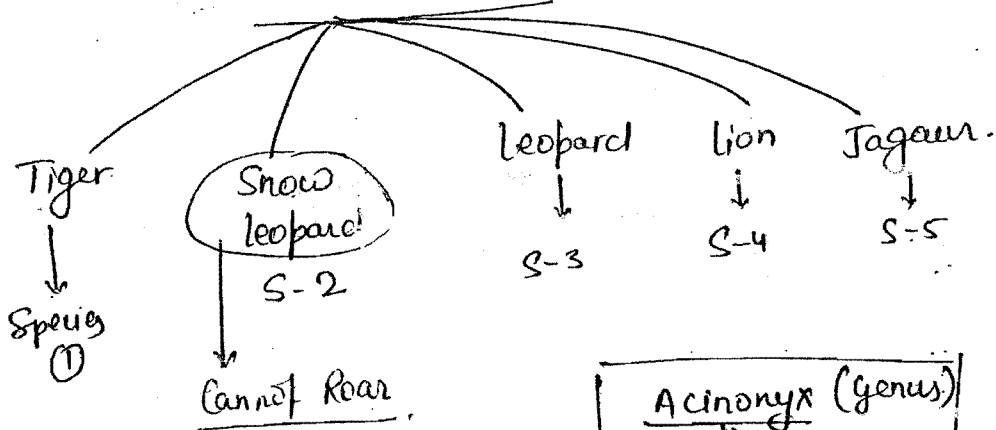 Tiger
Snow
leopard
leopard
lion
Jagaur.
S-2
S-3
S-4
S-5
Species
①
Cannot Roar.
Acinonyx (genus)